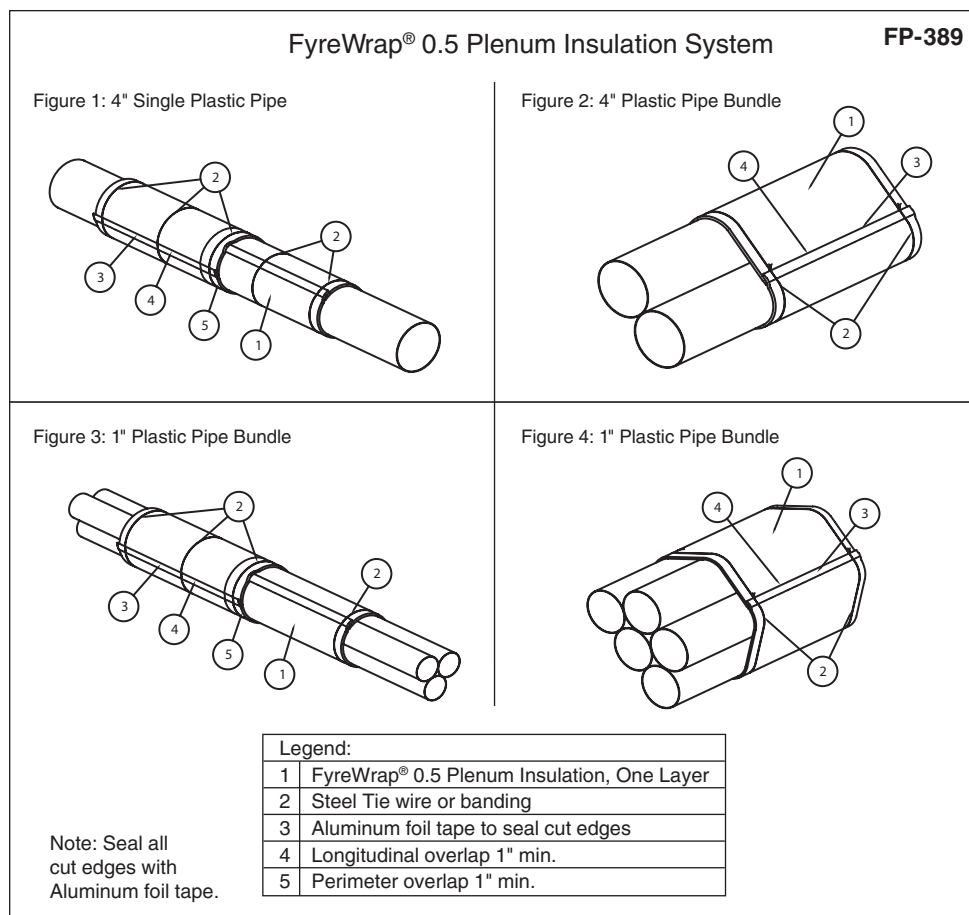 FyreWrap® 0.5 Plenum Insulation System
FP-389
Figure 1: 4" Single Plastic Pipe
2
2
3
4
5
1
Figure 2: 4" Plastic Pipe Bundle
1
4
3
2
Figure 3: 1" Plastic Pipe Bundle
2
2
3
4
5
1
Figure 4: 1" Plastic Pipe Bundle
1
4
3
2
Legend:
1 FyreWrap® 0.5 Plenum Insulation, One Layer
2 Steel Tie wire or banding
3 Aluminum foil tape to seal cut edges
4 Longitudinal overlap 1" min.
5 Perimeter overlap 1" min.
Note: Seal all
cut edges with
Aluminum foil tape.